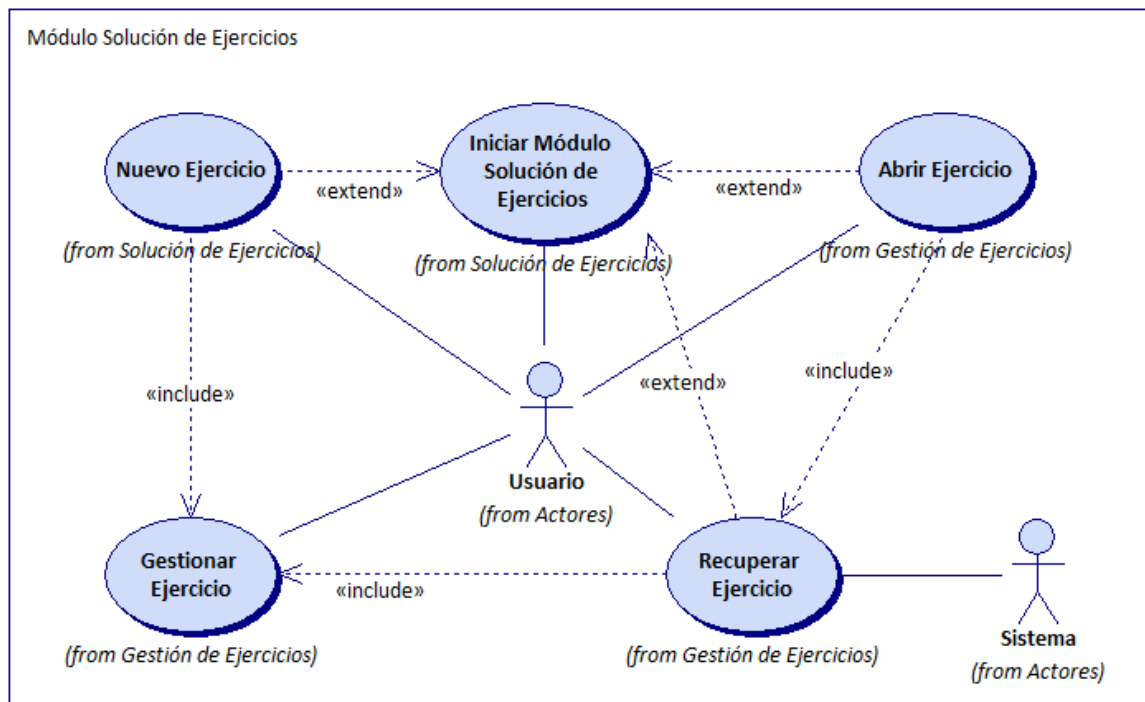 Módulo Solución de Ejercicios
Nuevo Ejercicio
(from Solución de Ejercicios)
«extend»
Iniciar Módulo
Solución de
Ejercicios
(from Solución de Ejercicios)
«extend»
Abrir Ejercicio
(from Gestión de Ejercicios)
«include»
«extend»
«include»
Usuario
(from Actores)
Gestionar
Ejercicio
(from Gestión de Ejercicios)
«include»
Recuperar
Ejercicio
(from Gestión de Ejercicios)
Sistema
(from Actores)